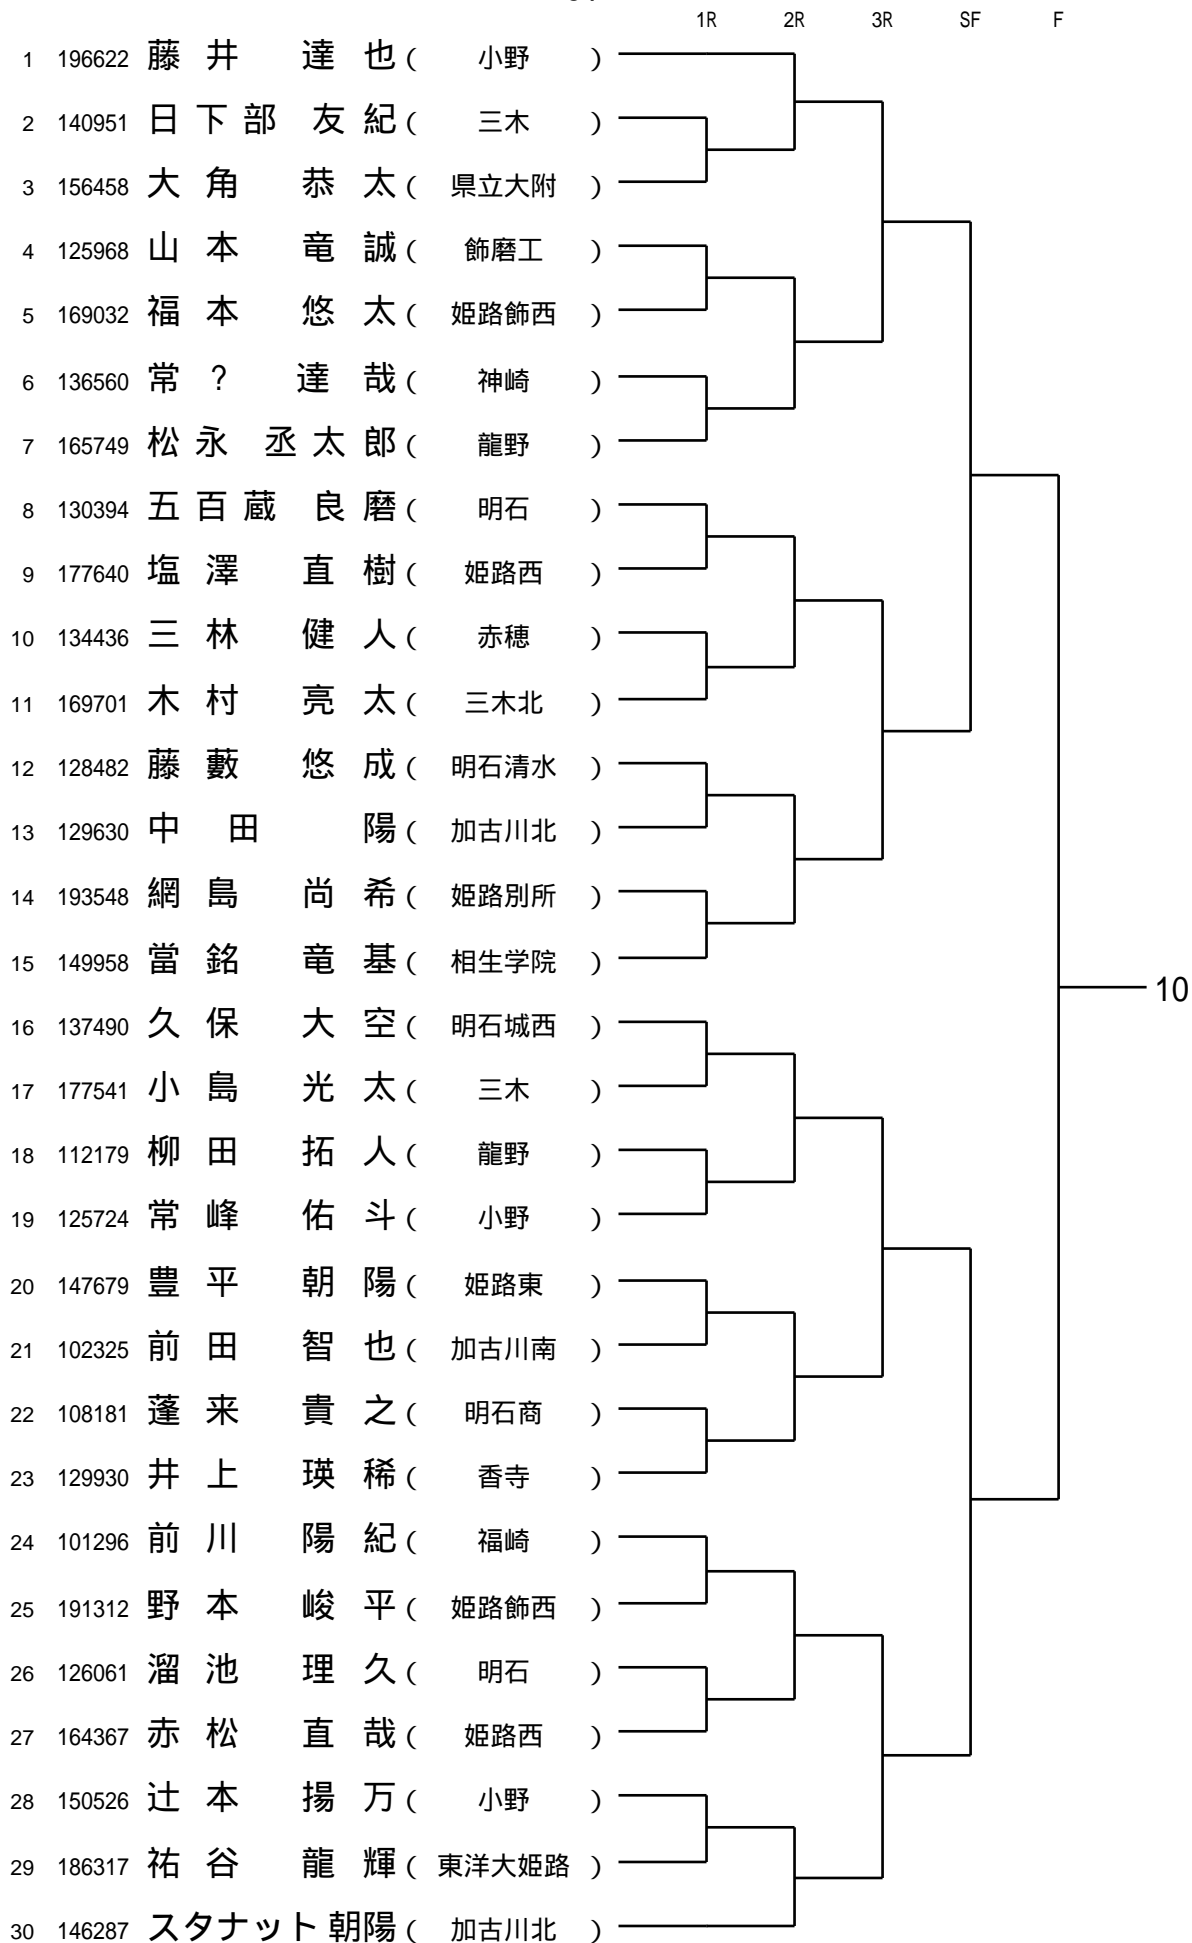 1R 2R 3R SF F
1 196622 藤井 達也 ( 小野 )
2 140951 日下部 友紀 ( 三木 )
3 156458 大角 恭太 ( 県立大附 )
4 125968 山本 竜誠 ( 飾磨工 )
5 169032 福本 悠太 ( 姫路飾西 )
6 136560 常? 達哉 ( 神崎 )
7 165749 松永 丞太郎 ( 龍野 )
8 130394 五百蔵 良磨 ( 明石 )
9 177640 塩澤 直樹 ( 姫路西 )
10 134436 三林 健人 ( 赤穂 )
11 169701 木村 亮太 ( 三木北 )
12 128482 藤藪 悠成 ( 明石清水 )
13 129630 中田 陽 ( 加古川北 )
14 193548 網島 尚希 ( 姫路別所 )
15 149958 當銘 竜基 ( 相生学院 )
10
16 137490 久保 大空 ( 明石城西 )
17 177541 小島 光太 ( 三木 )
18 112179 柳田 拓人 ( 龍野 )
19 125724 常峰 佑斗 ( 小野 )
20 147679 豊平 朝陽 ( 姫路東 )
21 102325 前田 智也 ( 加古川南 )
22 108181 蓬来 貴之 ( 明石商 )
23 129930 井上 瑛稀 ( 香寺 )
24 101296 前川 陽紀 ( 福崎 )
25 191312 野本 峻平 ( 姫路飾西 )
26 126061 溜池 理久 ( 明石 )
27 164367 赤松 直哉 ( 姫路西 )
28 150526 辻本 揚万 ( 小野 )
29 186317 祐谷 龍輝 ( 東洋大姫路 )
30 146287 スタナット 朝陽 ( 加古川北 )